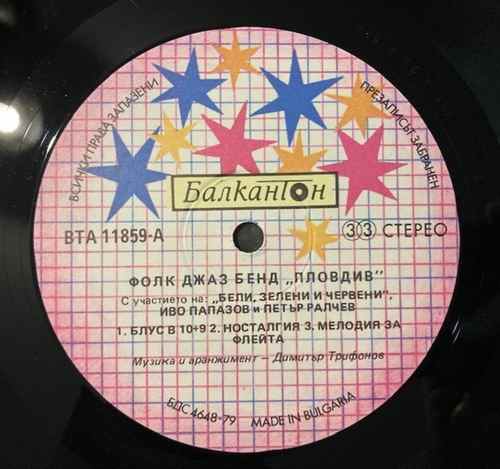 ВСИЧКИ ПРАВА ЗАПАЗЕНИ
ПРЕЗАПИСЪТ ЗАБРАНЕН
БалканТон
ВТА 11859-А
33 СТЕРЕО
ФОЛК ДЖАЗ БЕНД „ПЛОВДИВ"
С участието на: „БЕЛИ, ЗЕЛЕНИ И ЧЕРВЕНИ",
ИВО ПАПАЗОВ и ПЕТЪР РАЛЧЕВ
1. БЛУС В 10+9 2. НОСТАЛГИЯ 3. МЕЛОДИЯ ЗА
ФЛЕЙТА
Музика и аранжимент – Димитър Трифонов
БДС 4648-79 MADE IN BULGARIA